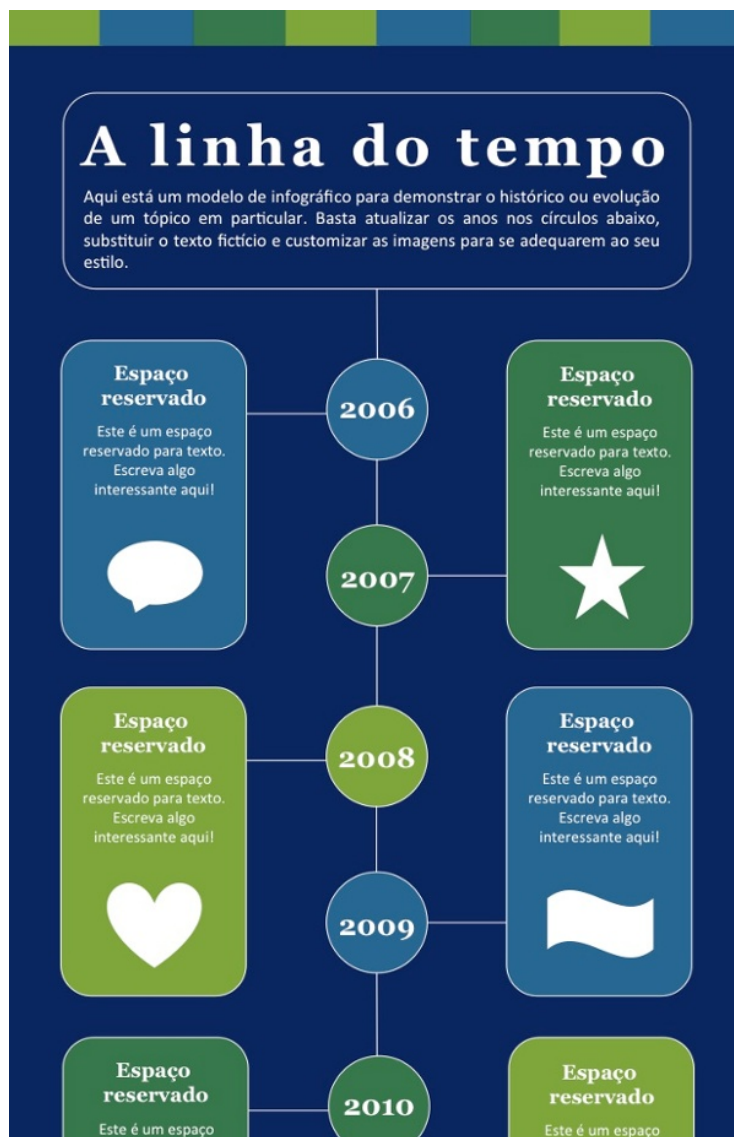 A linha do tempo
Aqui está um modelo de infográfico para demonstrar o histórico ou evolução
de um tópico em particular. Basta atualizar os anos nos círculos abaixo,
substituir o texto fictício e customizar as imagens para se adequarem ao seu
estilo.
Espaço
reservado
Este é um espaço
reservado para texto.
Escreva algo
interessante aqui!
2006
Espaço
reservado
Este é um espaço
reservado para texto.
Escreva algo
interessante aqui!
2007
Espaço
reservado
Este é um espaço
reservado para texto.
Escreva algo
interessante aqui!
2008
Espaço
reservado
Este é um espaço
reservado para texto.
Escreva algo
interessante aqui!
2009
Espaço
reservado
Este é um espaço
2010
Espaço
reservado
Este é um espaço